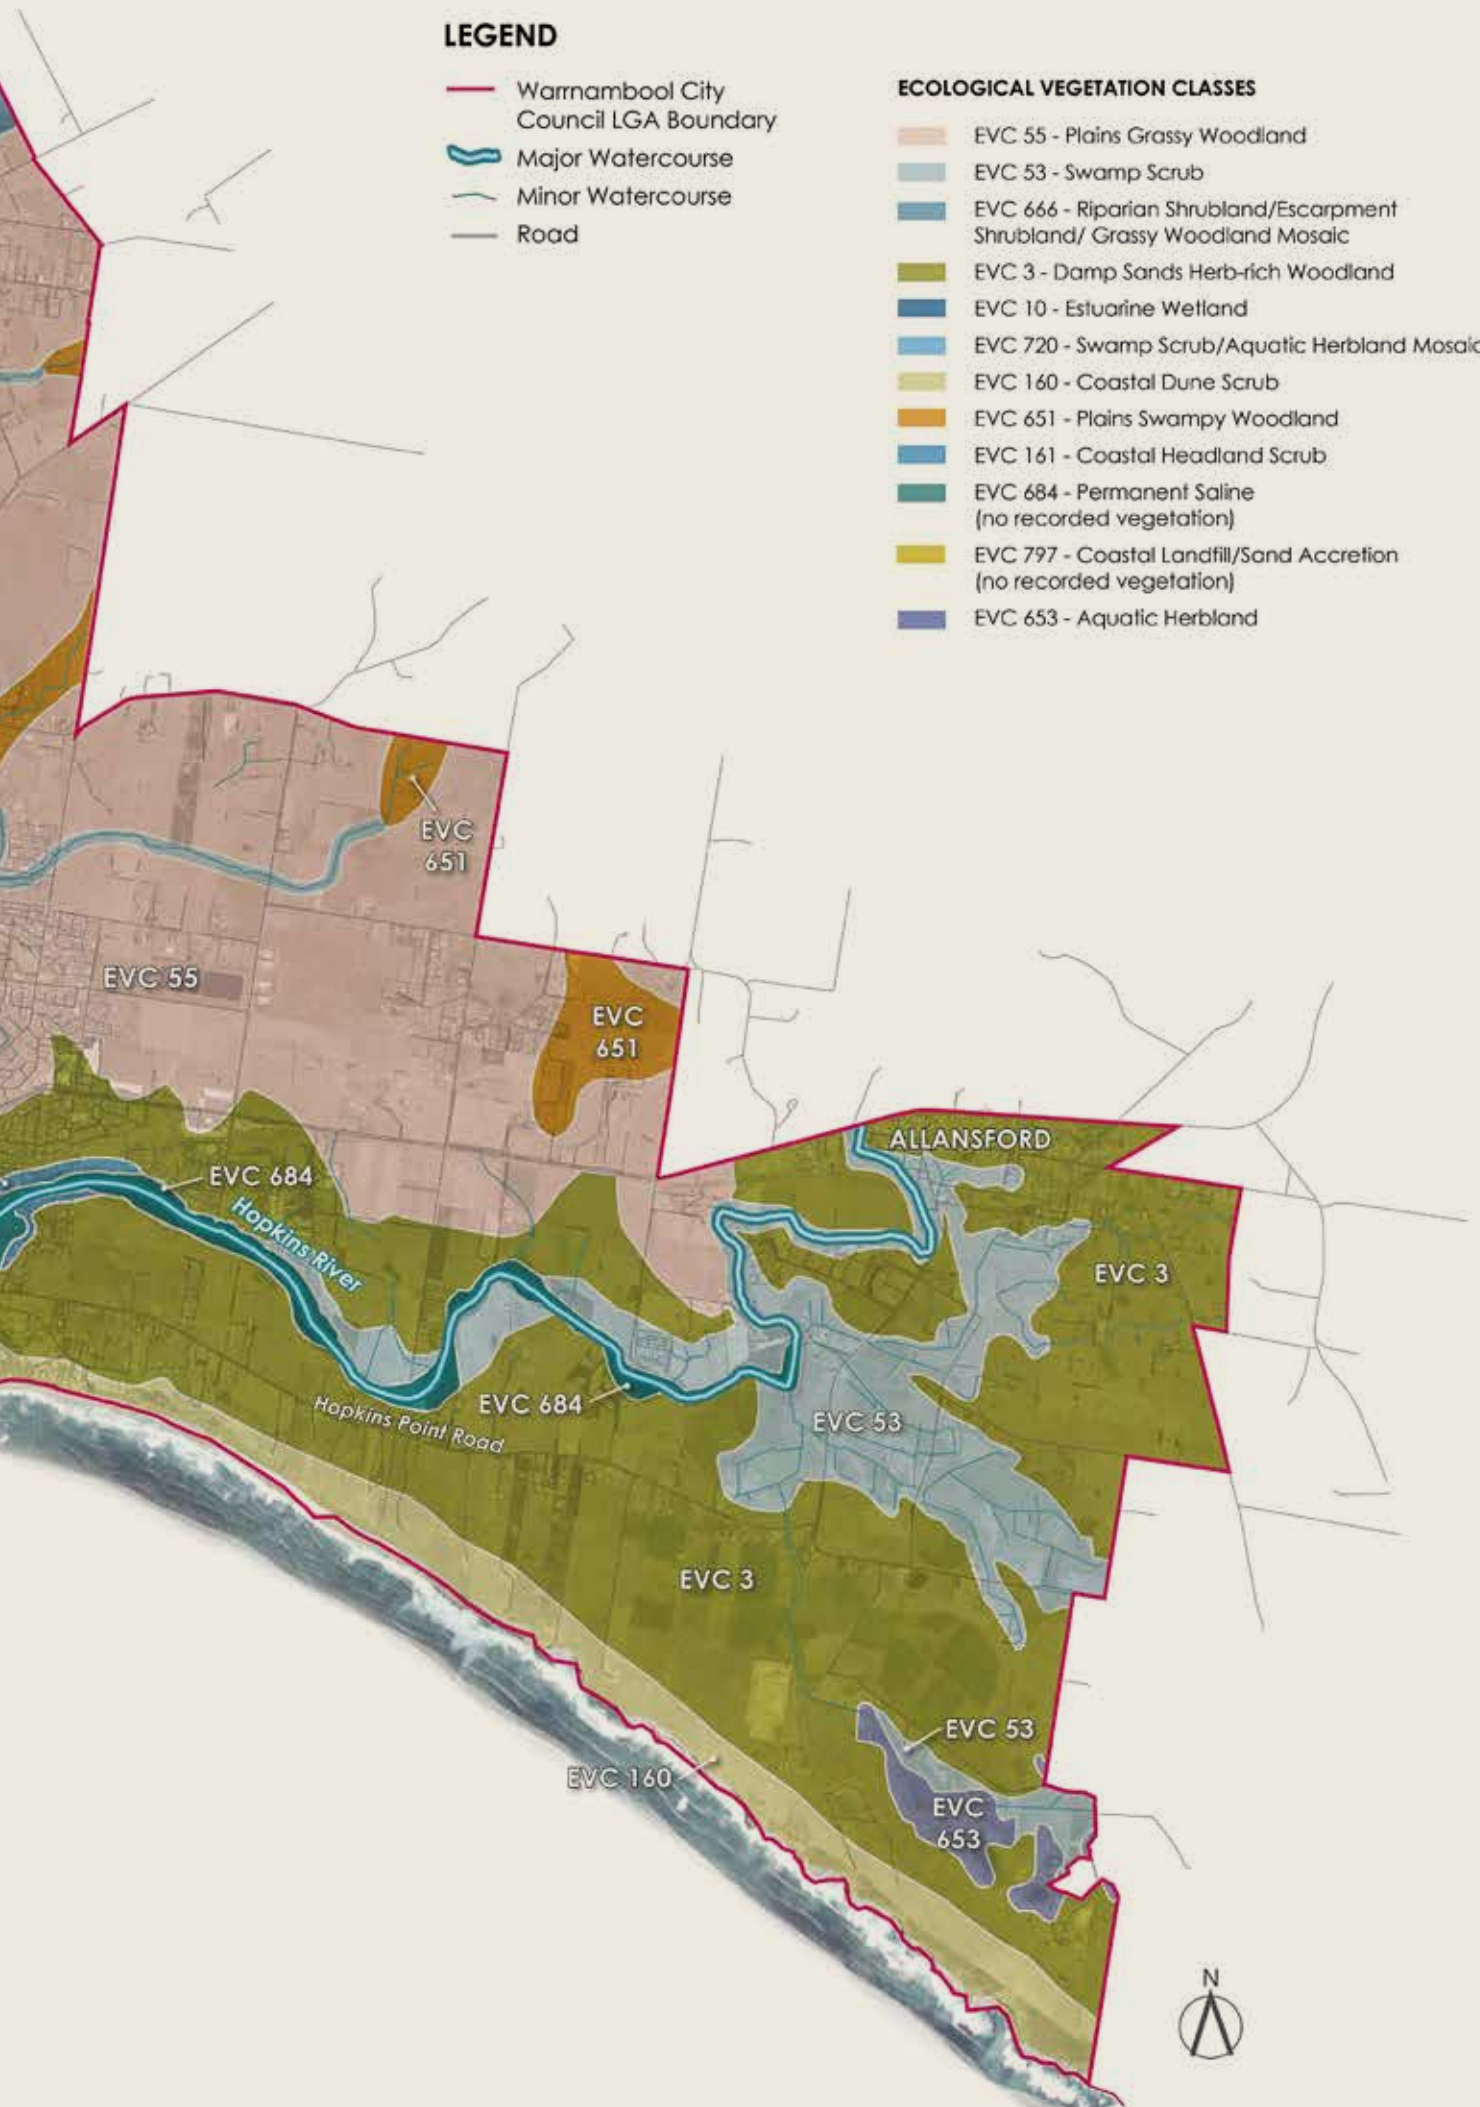 LEGEND
Warrnambool City
Council LGA Boundary
Major Watercourse
Minor Watercourse
Road
ECOLOGICAL VEGETATION CLASSES
EVC 55 - Plains Grassy Woodland
EVC 53 - Swamp Scrub
EVC 666 - Riparian Shrubland/Escarpment
Shrubland/ Grassy Woodland Mosaic
EVC 3 - Damp Sands Herb-rich Woodland
EVC 10 - Estuarine Wetland
EVC 720 - Swamp Scrub/Aquatic Herbland Mosaic
EVC 160 - Coastal Dune Scrub
EVC 651 - Plains Swampy Woodland
EVC 161 - Coastal Headland Scrub
EVC 684 - Permanent Saline
(no recorded vegetation)
EVC 797 - Coastal Landfill/Sand Accretion
(no recorded vegetation)
EVC 653 - Aquatic Herbland
EVC
651
EVC 55
EVC
651
ALLANSFORD
EVC 684
Hopkins River
EVC 3
EVC 684
Hopkins Point Road
EVC 53
EVC 3
EVC 53
EVC 160
EVC
653
N